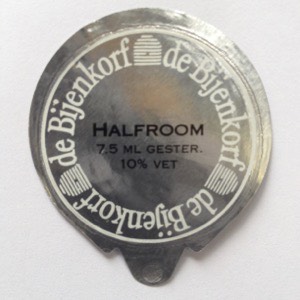 de Bijenkorf
de Bijenkorf
de Bijenkorf
de Bijenkorf
HALFROOM
7.5 ML GESTER.
10% VET